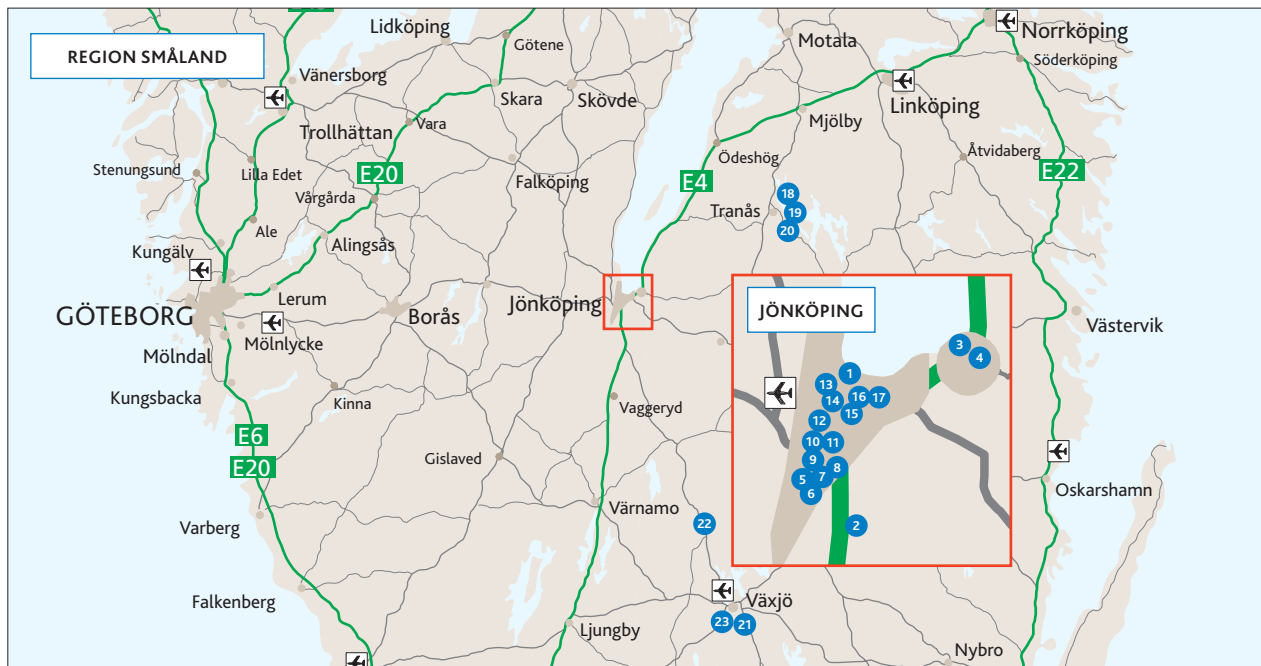 REGION SMÅLAND
Lidköping
Götene
Motala
Norrköping
Söderköping
Vänersborg
Skara
Skövde
Linköping
Trollhättan
Vara
Mjölby
Ödeshög
Åtvidaberg
Stenungsund
Lilla Edet
E20
Falköping
E4
E22
Vårgårda
18
Tranås
19
Ale
20
Kungälv
Alingsås
Lerum
Jönköping
JÖNKÖPING
GÖTEBORG
Borås
Västervik
Mölnlycke
Mölndal
3
4
1
Kungsbacka
Kinna
13
16
17
14
15
Vaggeryd
12
E6
10
11
Gislaved
9
8
E20
5
7
6
Oskarshamn
Värnamo
22
2
Varberg
Falkenberg
Växjö
23
21
Ljungby
Nybro